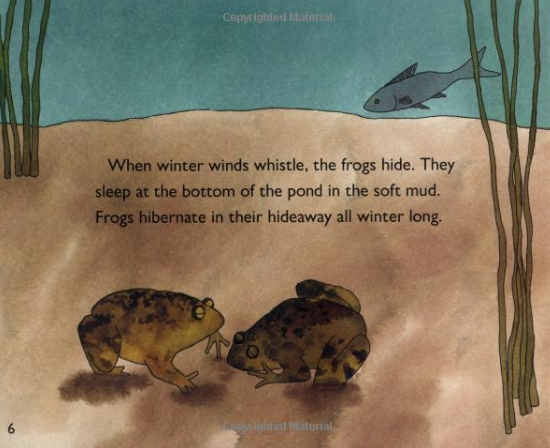 Copyrighted Material
When winter winds whistle, the frogs hide. They
sleep at the bottom of the pond in the soft mud.
Frogs hibernate in their hideaway all winter long.
6
Copyrighted Material